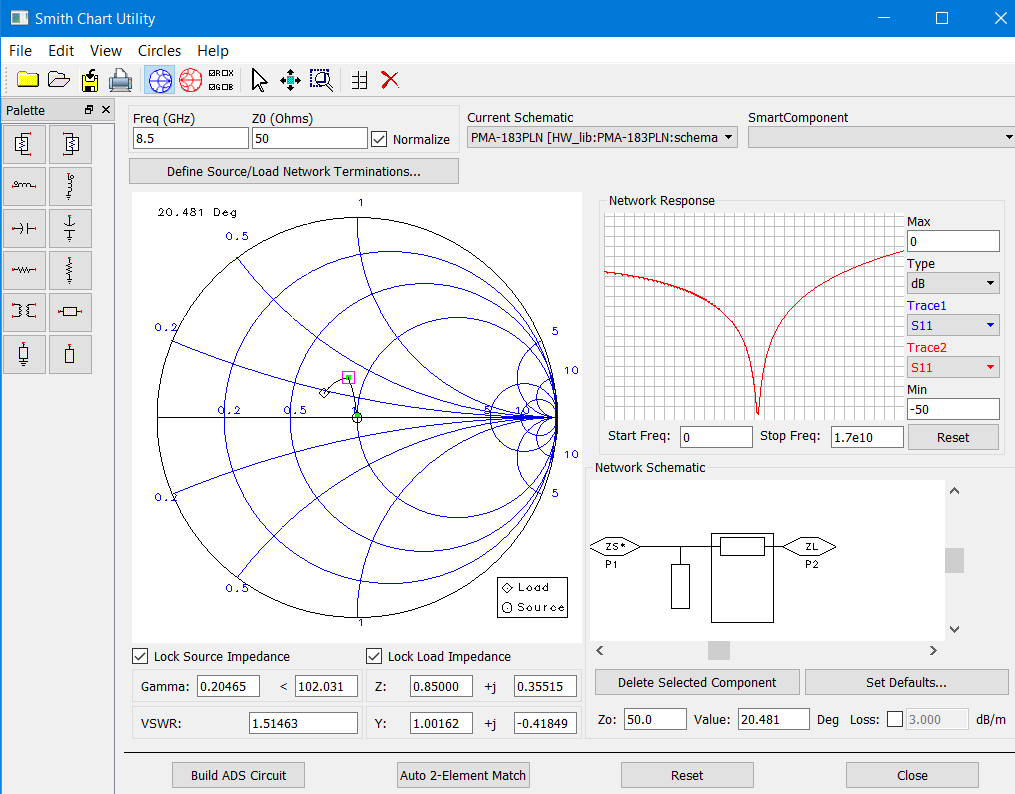 Smith Chart Utility
File Edit View Circles Help
Palette
Freq (GHz) Z0 (Ohms)
8.5 50 Normalize
Current Schematic SmartComponent
PMA-183PLN [HW_lib:PMA-183PLN:schema
Define Source/Load Network Terminations...
20.481 Deg
1
0.5
0.2
5
10
0.2 0.5 1 5 10
10
5
0.2
0.5
1
Load
Source
Network Response
Max
0
Type
dB
Trace1
S11
Trace2
S11
Min
-50
Start Freq: 0 Stop Freq: 1.7e10 Reset
Network Schematic
ZS* ZL
P1 P2
Lock Source Impedance Lock Load Impedance
Gamma: 0.20465 < 102.031 Z: 0.85000 +j 0.35515
VSWR: 1.51463 Y: 1.00162 +j -0.41849
Delete Selected Component Set Defaults...
Zo: 50.0 Value: 20.481 Deg Loss: 3.000 dB/m
Build ADS Circuit Auto 2-Element Match Reset Close